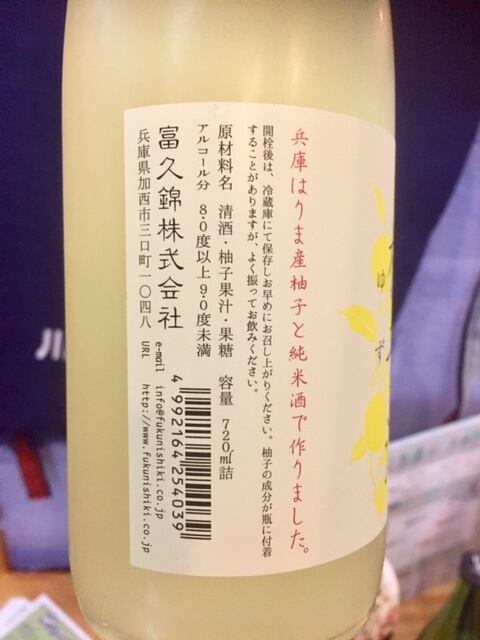 兵庫はりま産柚子と純米酒で作りました。
開栓後は、冷蔵庫にて保存しお早めにお召し上がりください。柚子の成分が瓶に付着
することがありますが、よく振ってお飲みください。
原材料名 清酒・柚子果汁・果糖 容量 720ml詰
アルコール分 8.0度以上9.0度未満
富久錦株式会社
兵庫県加西市三口町一〇四八
e-mail info@fukunishiki.co.jp
URL http://www.fukunishiki.co.jp
4992164254039
ゆず